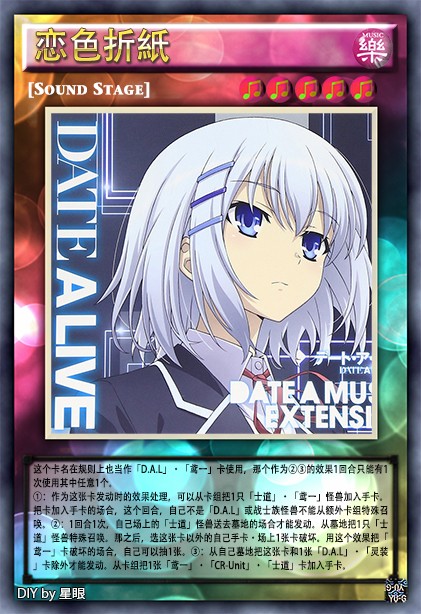 恋色折紙
MUSIC
樂
[SOUND STAGE]
DATE A LIVE
デート・ア・
DATE A
DATE A MUS
EXTENSI
这个卡名在规则上也当作「D.A.L」·「鸢一」卡使用，那个作为②③的效果1回合只能有1
次使用其中任意1个。
①：作为这张卡发动时的效果处理，可以从卡组把1只「士道」·「鸢一」怪兽加入手卡。
把卡加入手卡的场合，这个回合，自己不是「D.A.L」或战士族怪兽不能从额外卡组特殊召
唤。②：1回合1次，自己场上的「士道」怪兽送去墓地的场合才能发动。从墓地把1只「士
道」怪兽特殊召唤。那之后，选这张卡以外的自己手卡·场上1张卡破坏。用这个效果把「
鸢一」卡破坏的场合，自己可以抽1张。③：从自己墓地把这张卡和1张「D.A.L」·「灵装
」卡除外才能发动。从卡组把1张「鸢一」·「CR-Unit」·「士道」卡加入手卡。
DIY by 星眼